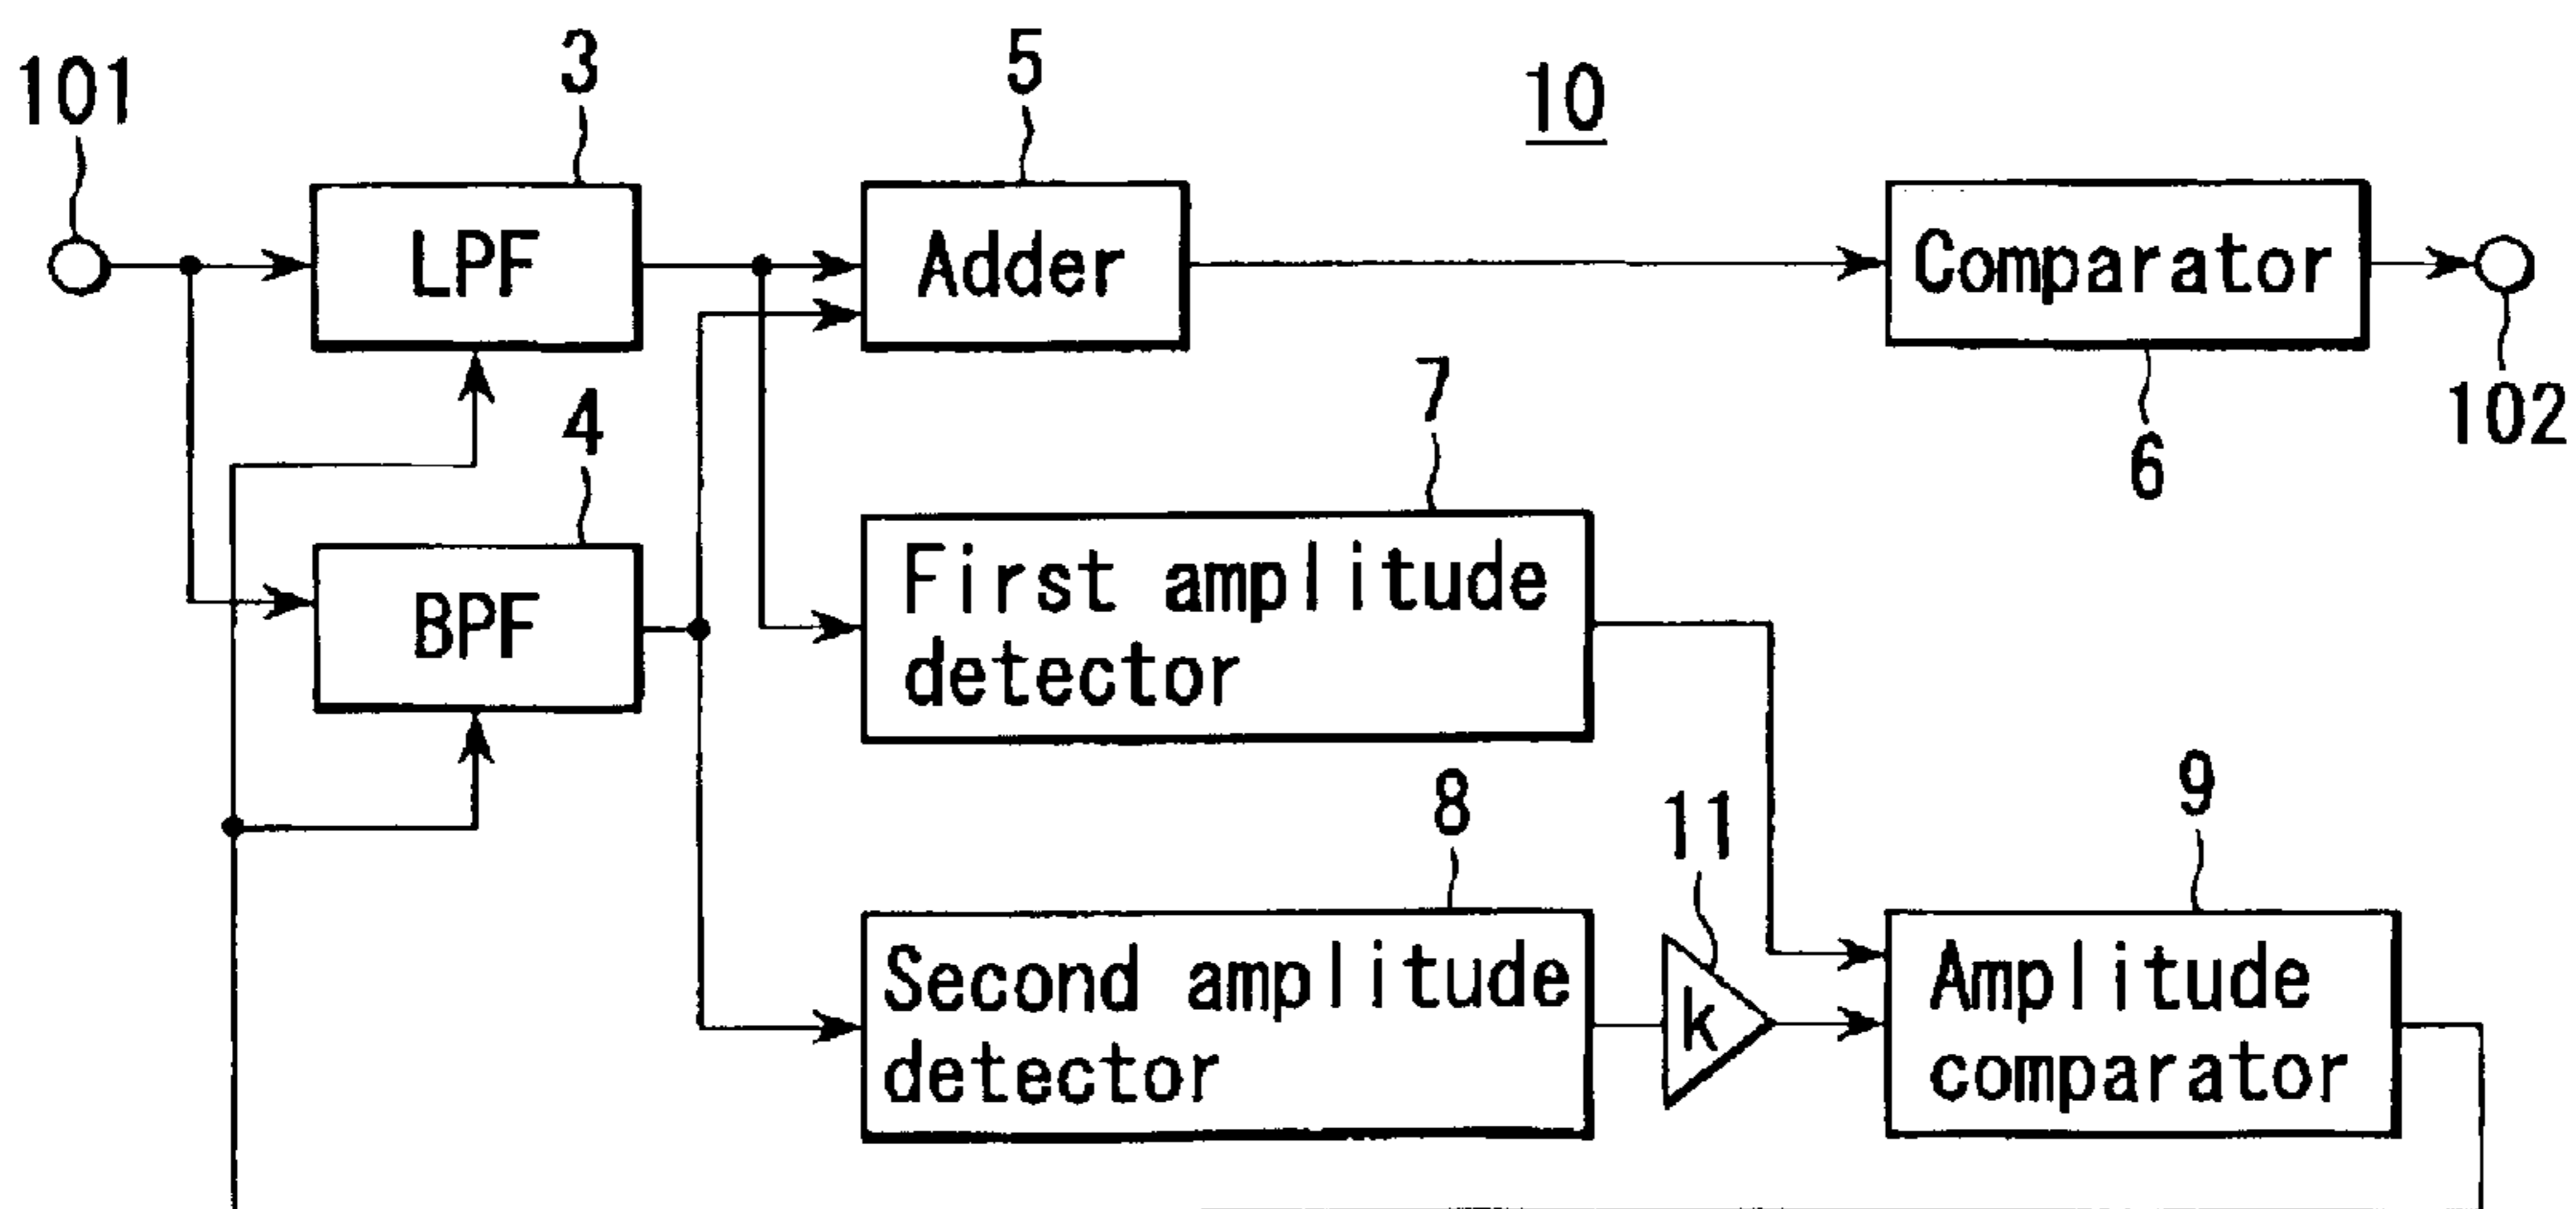 101
3
5
10
LPF
Adder
Comparator
102
6
4
7
BPF
First amplitude
detector
8
11
9
Second amplitude
detector
k
Amplitude
comparator